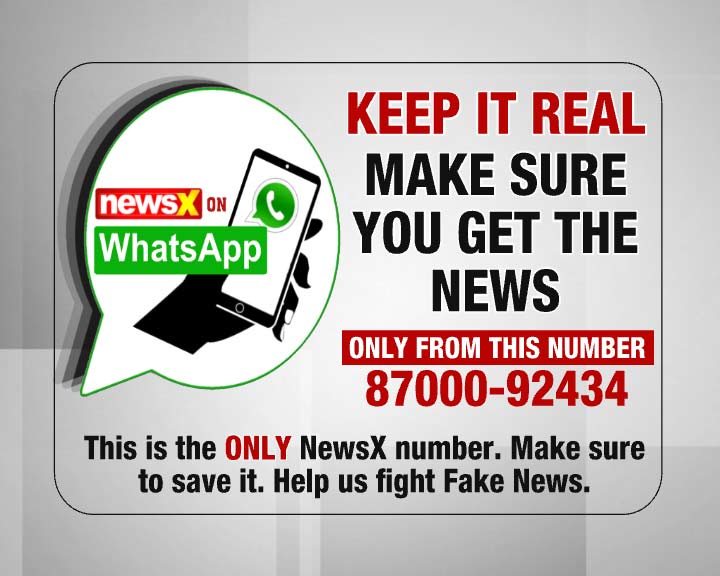 newsX ON
WhatsApp
KEEP IT REAL
MAKE SURE
YOU GET THE
NEWS
ONLY FROM THIS NUMBER
87000-92434
This is the ONLY NewsX number. Make sure
to save it. Help us fight Fake News.